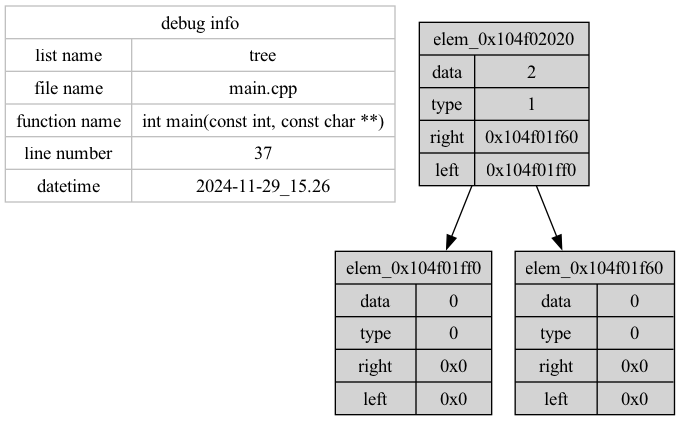 debug info
list name tree
file name main.cpp
function name int main(const int, const char **)
line number 37
datetime 2024-11-29_15.26
elem_0x104f02020
data 2
type 1
right 0x104f01f60
left 0x104f01ff0
elem_0x104f01ff0
data 0
type 0
right 0x0
left 0x0
elem_0x104f01f60
data 0
type 0
right 0x0
left 0x0